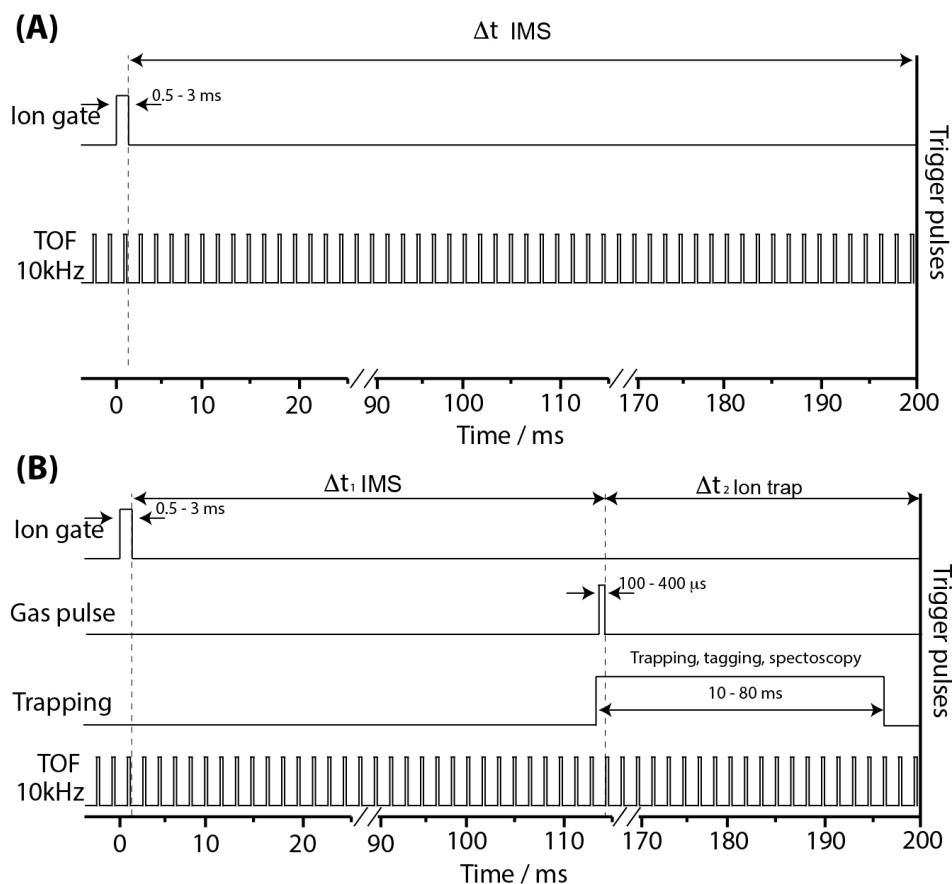 (A)
Δt IMS
0.5 - 3 ms
Ion gate
TOF
10kHz
Trigger pulses
0 10 20 90 100 110 170 180 190 200
Time / ms
(B)
Δt₁ IMS
Δt₂ Ion trap
0.5 - 3 ms
Ion gate
100 - 400 μs
Gas pulse
Trapping, tagging, spectoscopy
Trapping
10 - 80 ms
TOF
10kHz
Trigger pulses
0 10 20 90 100 110 170 180 190 200
Time / ms